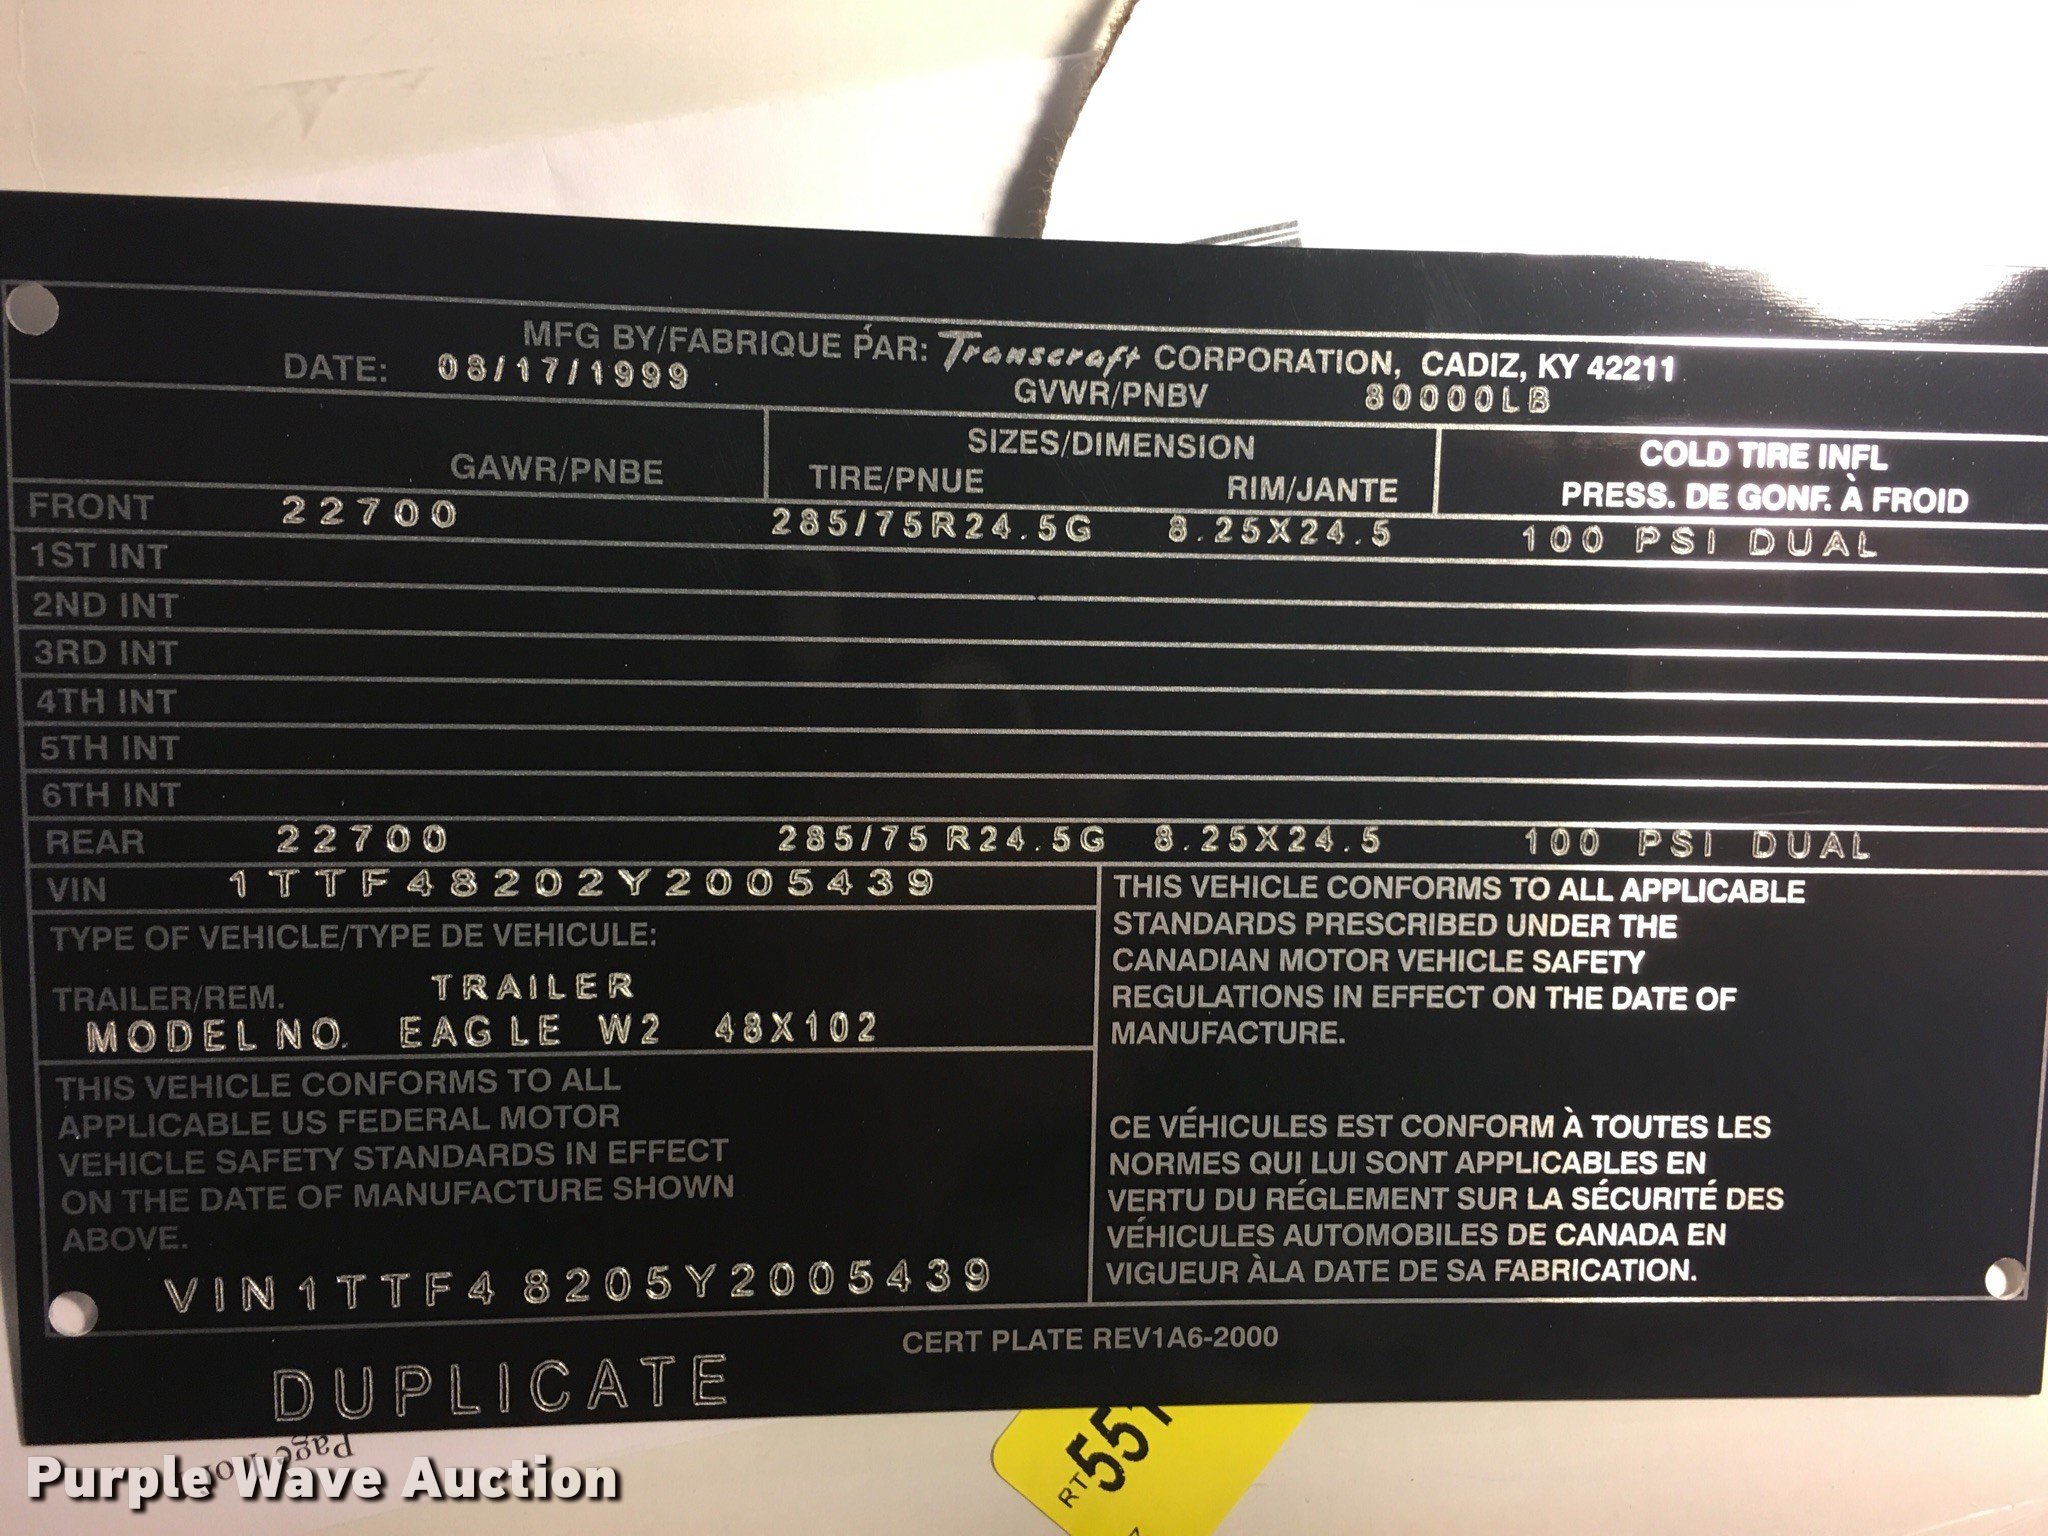 MFG BY/FABRIQUE PAR: Transcraft CORPORATION, CADIZ, KY 42211
DATE: 08/17/1999 GVWR/PNBV 80000LB
GAWR/PNBE SIZES/DIMENSION COLD TIRE INFL
TIRE/PNUE RIM/JANTE PRESS. DE GONF. À FROID
FRONT 22700 285/75R24.5G 8.25X24.5 100 PSI DUAL
1ST INT
2ND INT
3RD INT
4TH INT
5TH INT
6TH INT
REAR 22700 285/75R24.5G 8.25X24.5 100 PSI DUAL
VIN 1TTF48202Y2005439
TYPE OF VEHICLE/TYPE DE VEHICULE:
TRAILER/REM. TRAILER
MODEL NO. EAGLE W2 48X102
THIS VEHICLE CONFORMS TO ALL
APPLICABLE US FEDERAL MOTOR
VEHICLE SAFETY STANDARDS IN EFFECT
ON THE DATE OF MANUFACTURE SHOWN
ABOVE.
VIN1TTF48205Y2005439
THIS VEHICLE CONFORMS TO ALL APPLICABLE
STANDARDS PRESCRIBED UNDER THE
CANADIAN MOTOR VEHICLE SAFETY
REGULATIONS IN EFFECT ON THE DATE OF
MANUFACTURE.
CE VÉHICULES EST CONFORM À TOUTES LES
NORMES QUI LUI SONT APPLICABLES EN
VERTU DU RÉGLEMENT SUR LA SÉCURITÉ DES
VÉHICULES AUTOMOBILES DE CANADA EN
VIGUEUR ÀLA DATE DE SA FABRICATION.
CERT PLATE REV1A6-2000
DUPLICATE
Page 1 of
RT
551
Purple Wave Auction